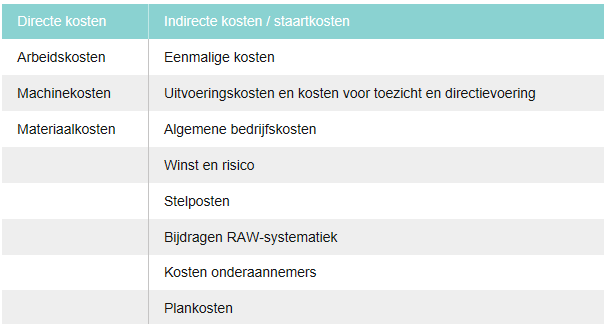 Directe kosten Indirecte kosten / staartkosten
Arbeidskosten Eenmalige kosten
Machinekosten Uitvoeringskosten en kosten voor toezicht en directievoering
Materiaalkosten Algemene bedrijfskosten
Winst en risico
Stelposten
Bijdragen RAW-systematiek
Kosten onderaannemers
Plankosten